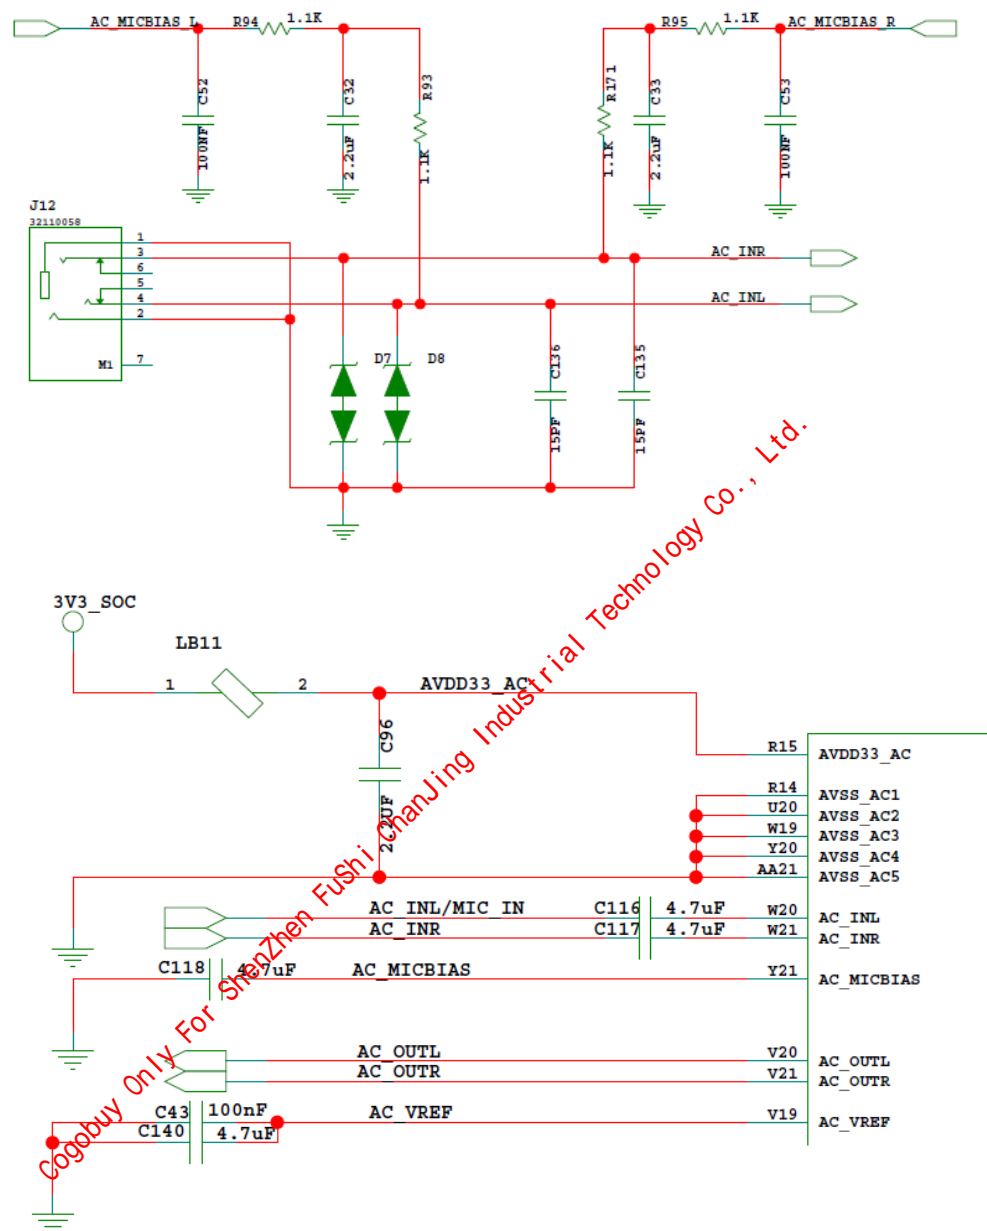 AC_MICBIAS_L
R94
1.1K
R95
1.1K
AC_MICBIAS_R
C52
100NF
C32
2.2uF
R93
1.1K
R171
1.1K
C33
2.2uF
C53
100NF
J12
32110058
1
3
6
5
4
2
M1
7
AC_INR
AC_INL
D7
D8
C136
15PF
C135
15PF
3V3_SOC
LB11
1
2
AVDD33_AC
C96
2.2UF
R15
AVDD33_AC
R14
AVSS_AC1
U20
AVSS_AC2
W19
AVSS_AC3
Y20
AVSS_AC4
AA21
AVSS_AC5
AC_INL/MIC_IN
C116
4.7uF
W20
AC_INL
AC_INR
C117
4.7uF
W21
AC_INR
C118
4.7uF
AC_MICBIAS
Y21
AC_MICBIAS
AC_OUTL
V20
AC_OUTL
AC_OUTR
V21
AC_OUTR
C43
100nF
AC_VREF
V19
AC_VREF
C140
4.7uF
Cogobuy Only For ShenZhen FuShi ChanJing Industrial Technology Co., Ltd.